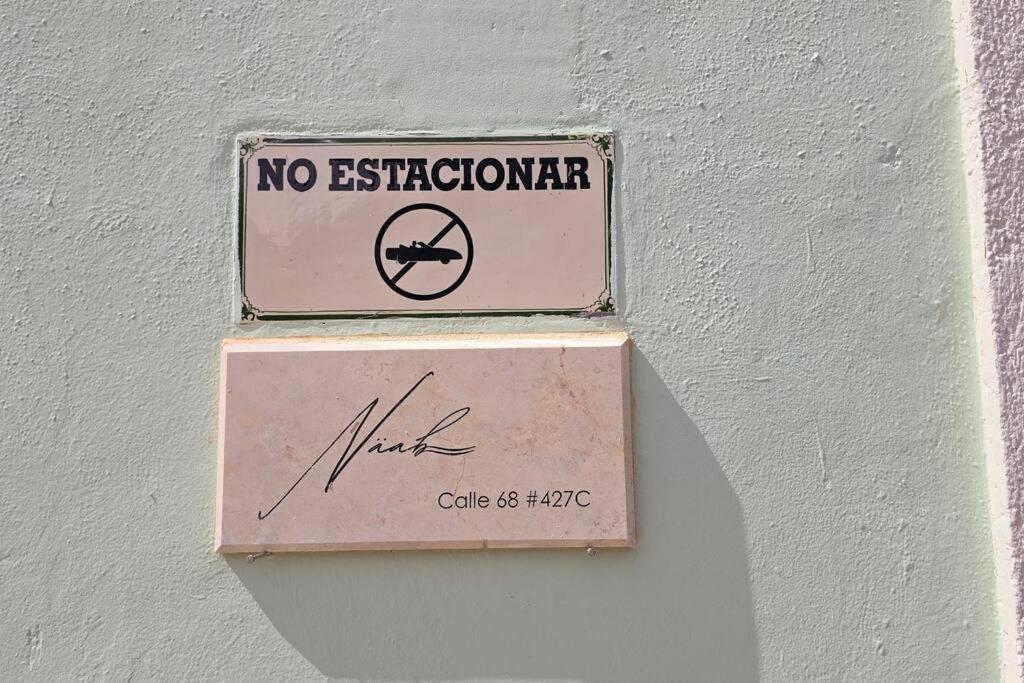 NO ESTACIONAR
Näab
Calle 68 #427C